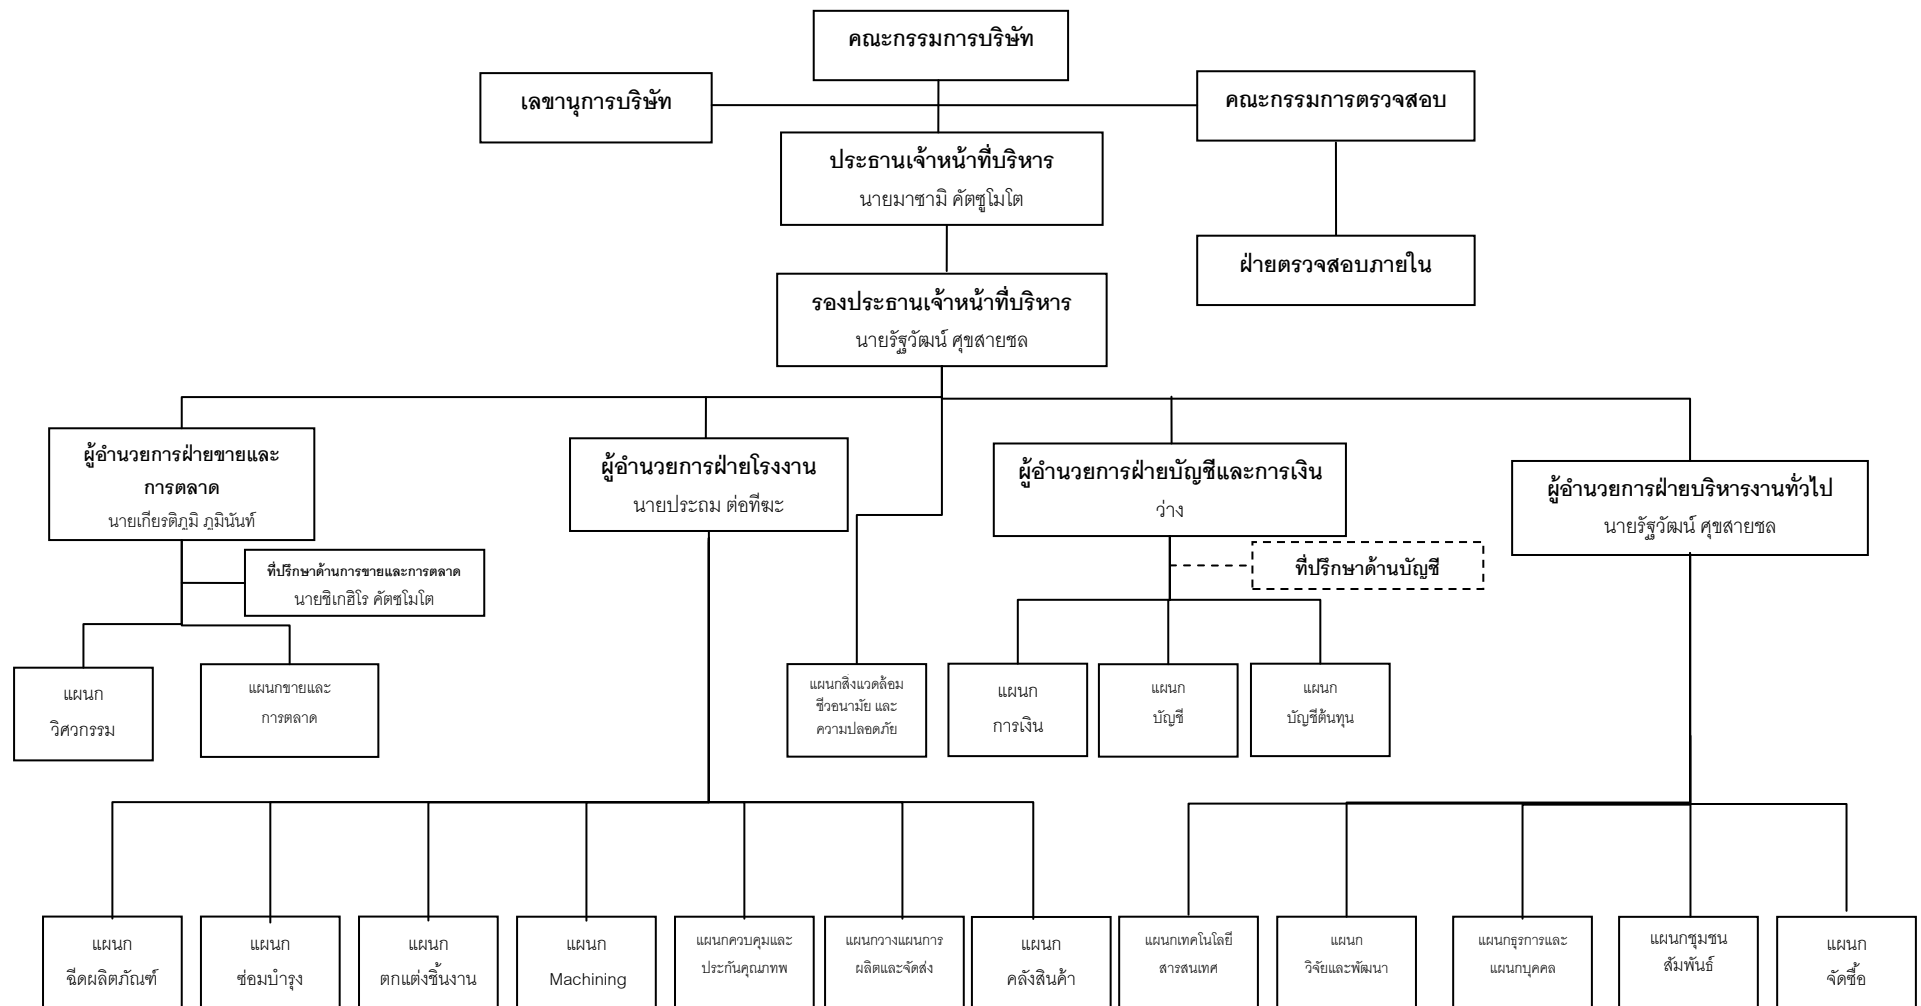 คณะกรรมการบริษัท
เลขานุการบริษัท
คณะกรรมการตรวจสอบ
ประธานเจ้าหน้าที่บริหาร
นายมาซามิ คัตซูโมโต
ฝ่ายตรวจสอบภายใน
รองประธานเจ้าหน้าที่บริหาร
นายรัฐวัฒน์ ศุขสายชล
ผู้อำนวยการฝ่ายขายและ
การตลาด
นายเกียรติภูมิ ภูมินันท์
ผู้อำนวยการฝ่ายโรงงาน
นายประถม ต่อทีฆะ
ผู้อำนวยการฝ่ายบัญชีและการเงิน
ว่าง
ผู้อำนวยการฝ่ายบริหารงานทั่วไป
นายรัฐวัฒน์ ศุขสายชล
ที่ปรึกษาด้านการขายและการตลาด
นายชิเกฮิโร คัตซโมโต
ที่ปรึกษาด้านบัญชี
แผนก
วิศวกรรม
แผนกขายและ
การตลาด
แผนกสิ่งแวดล้อม
ชีวอนามัย และ
ความปลอดภัย
แผนก
การเงิน
แผนก
บัญชี
แผนก
บัญชีต้นทุน
แผนก
ฉีดผลิตภัณฑ์
แผนก
ซ่อมบำรุง
แผนก
ตกแต่งชิ้นงาน
แผนก
Machining
แผนกควบคุมและ
ประกันคุณภาพ
แผนกวางแผนการ
ผลิตและจัดส่ง
แผนก
คลังสินค้า
แผนกเทคโนโลยี
สารสนเทศ
แผนก
วิจัยและพัฒนา
แผนกธุรการและ
แผนกบุคคล
แผนกชุมชน
สัมพันธ์
แผนก
จัดซื้อ